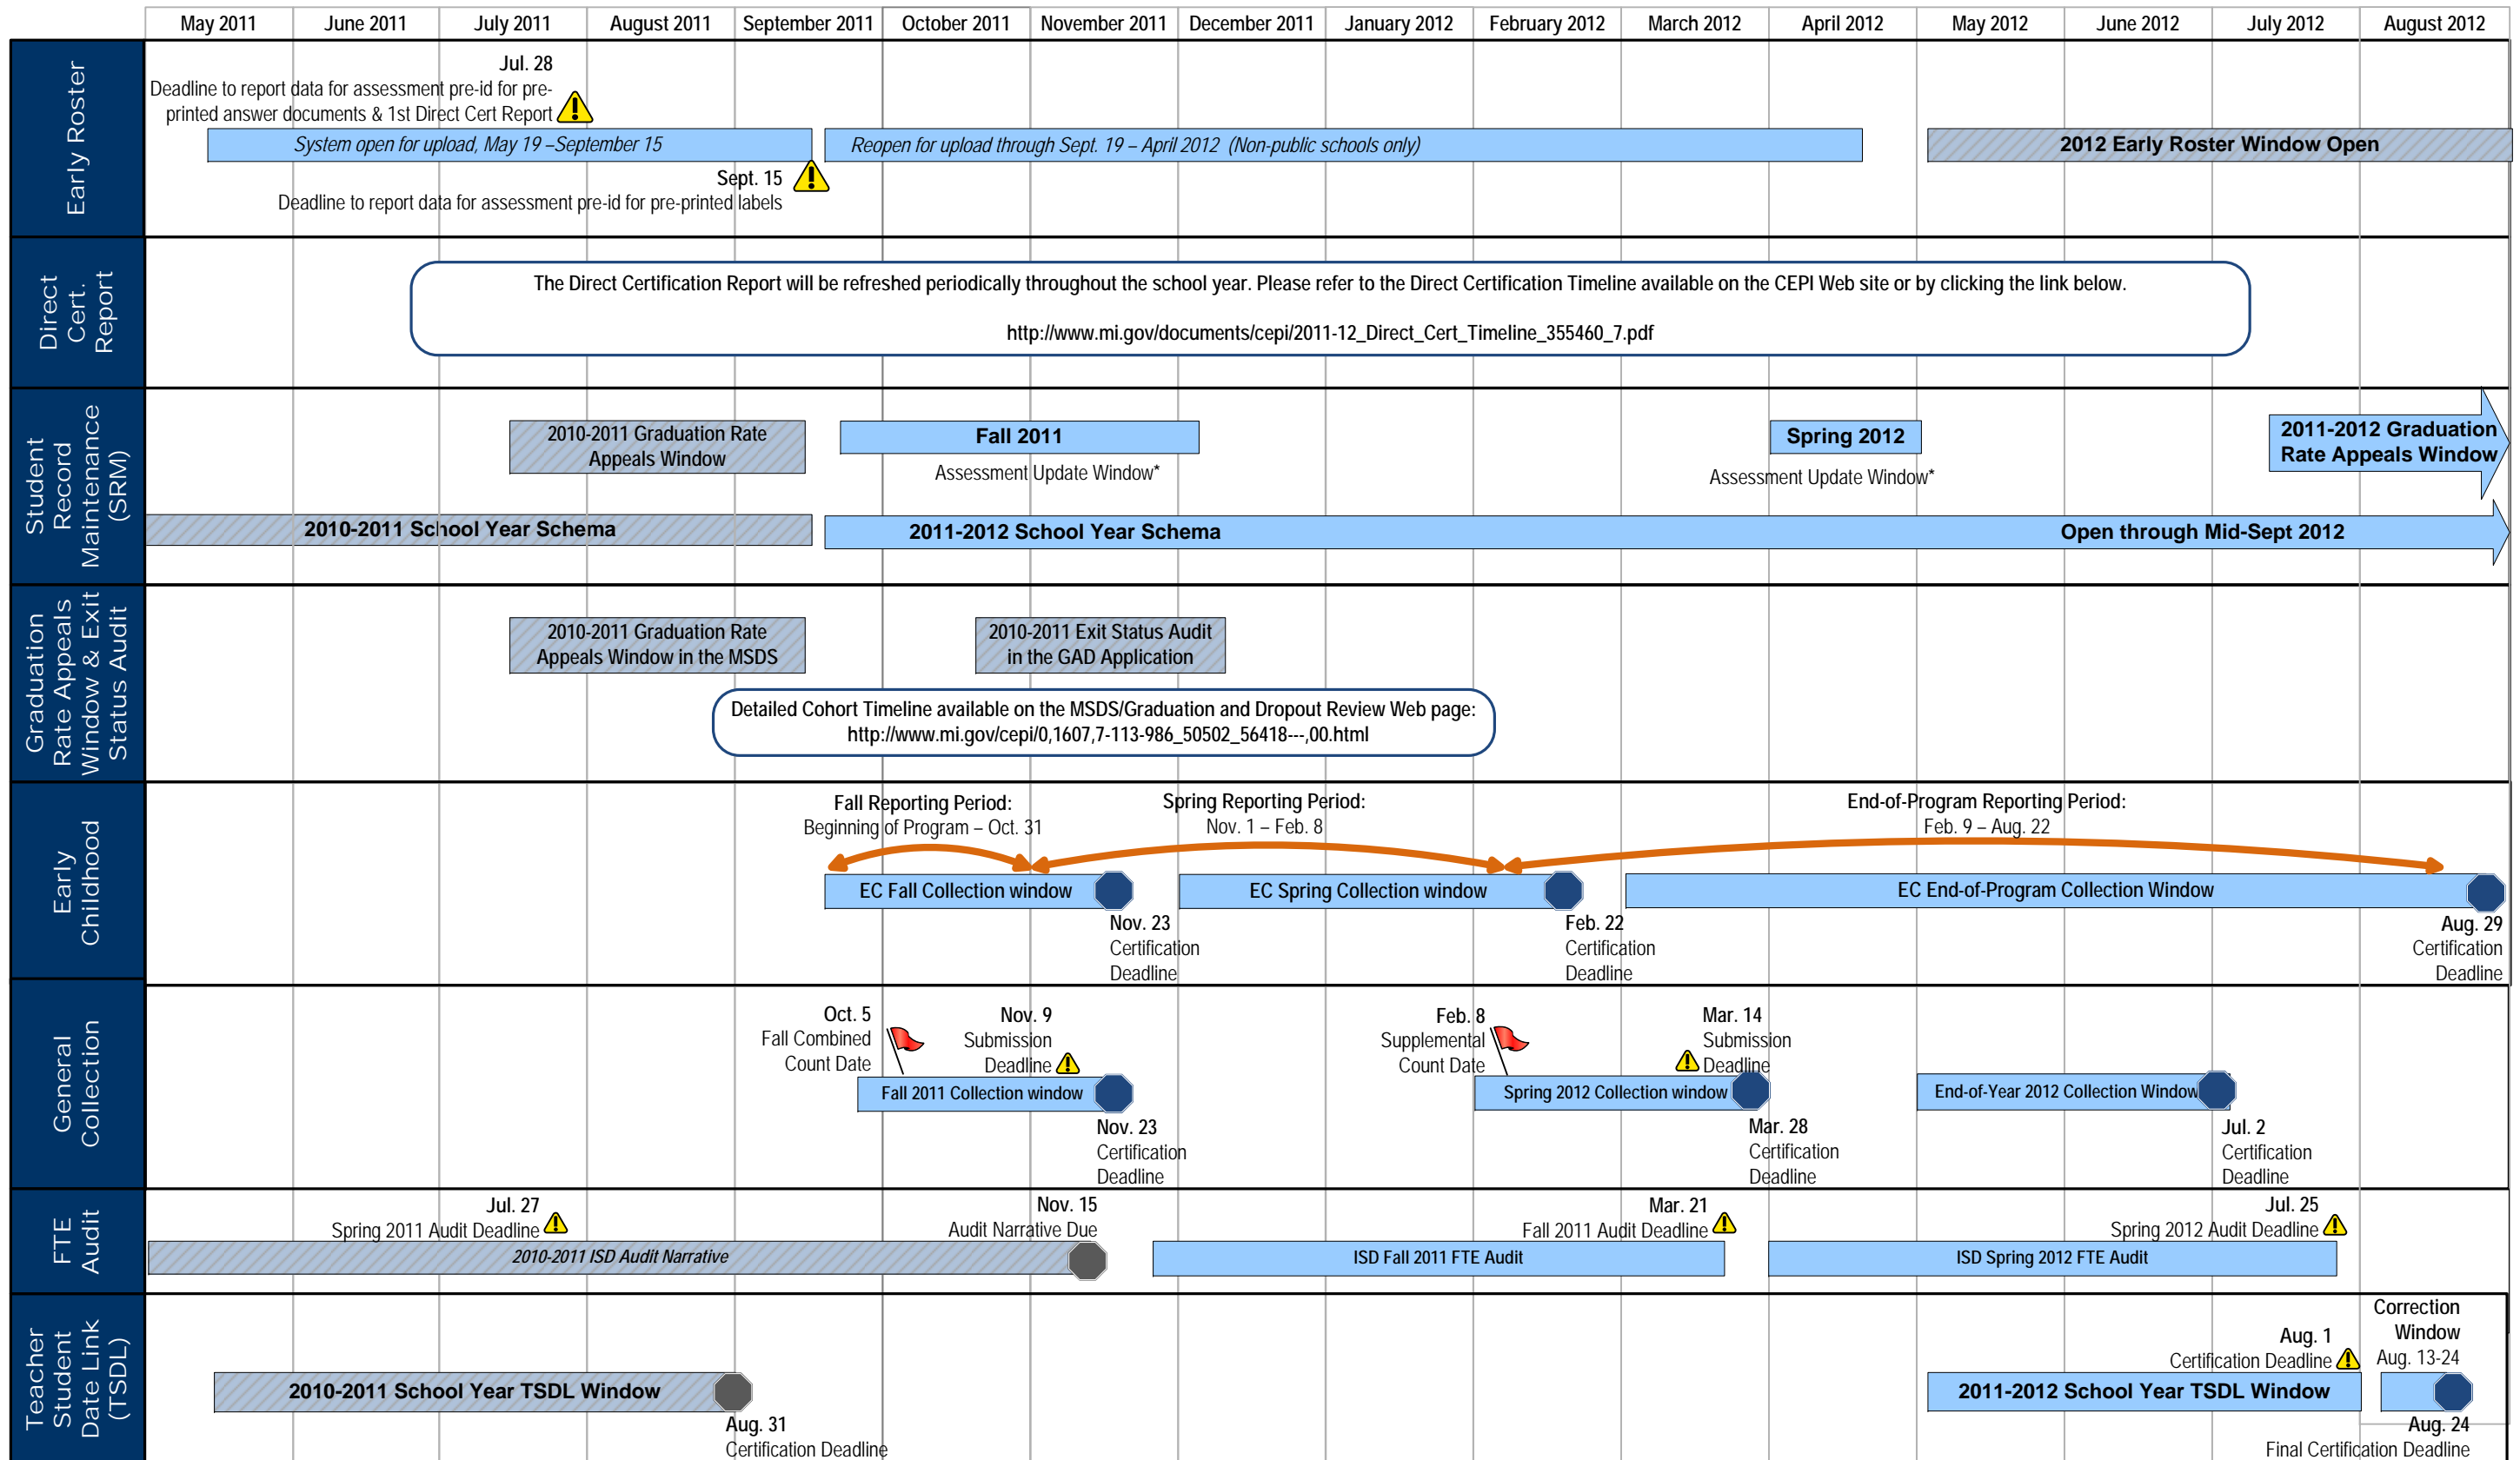 May 2011 June 2011 July 2011 August 2011 September 2011 October 2011 November 2011 December 2011 January 2012 February 2012 March 2012 April 2012 May 2012 June 2012 July 2012 August 2012
Early Roster
Jul. 28
Deadline to report data for assessment pre-id for pre-
printed answer documents & 1st Direct Cert Report
System open for upload, May 19 –September 15
Reopen for upload through Sept. 19 – April 2012 (Non-public schools only)
2012 Early Roster Window Open
Sept. 15
Deadline to report data for assessment pre-id for pre-printed labels
Direct
Cert.
Report
The Direct Certification Report will be refreshed periodically throughout the school year. Please refer to the Direct Certification Timeline available on the CEPI Web site or by clicking the link below.
http://www.mi.gov/documents/cepi/2011-12_Direct_Cert_Timeline_355460_7.pdf
Student
Record
Maintenance
(SRM)
2010-2011 Graduation Rate
Appeals Window
Fall 2011
Assessment Update Window*
Spring 2012
Assessment Update Window*
2011-2012 Graduation
Rate Appeals Window
2010-2011 School Year Schema
2011-2012 School Year Schema
Open through Mid-Sept 2012
Graduation
Rate Appeals
Window & Exit
Status Audit
2010-2011 Graduation Rate
Appeals Window in the MSDS
2010-2011 Exit Status Audit
in the GAD Application
Detailed Cohort Timeline available on the MSDS/Graduation and Dropout Review Web page:
http://www.mi.gov/cepi/0,1607,7-113-986_50502_56418---,00.html
Early
Childhood
Fall Reporting Period:
Beginning of Program – Oct. 31
Spring Reporting Period:
Nov. 1 – Feb. 8
End-of-Program Reporting Period:
Feb. 9 – Aug. 22
EC Fall Collection window
EC Spring Collection window
EC End-of-Program Collection Window
Nov. 23
Certification
Deadline
Feb. 22
Certification
Deadline
Aug. 29
Certification
Deadline
General
Collection
Oct. 5
Fall Combined
Count Date
Nov. 9
Submission
Deadline
Feb. 8
Supplemental
Count Date
Mar. 14
Submission
Deadline
Fall 2011 Collection window
Spring 2012 Collection window
End-of-Year 2012 Collection Window
Nov. 23
Certification
Deadline
Mar. 28
Certification
Deadline
Jul. 2
Certification
Deadline
FTE
Audit
Jul. 27
Spring 2011 Audit Deadline
Nov. 15
Audit Narrative Due
Mar. 21
Fall 2011 Audit Deadline
Jul. 25
Spring 2012 Audit Deadline
2010-2011 ISD Audit Narrative
ISD Fall 2011 FTE Audit
ISD Spring 2012 FTE Audit
Teacher
Student
Date Link
(TSDL)
Aug. 1
Certification Deadline
Correction
Window
Aug. 13-24
2010-2011 School Year TSDL Window
2011-2012 School Year TSDL Window
Aug. 31
Certification Deadline
Aug. 24
Final Certification Deadline